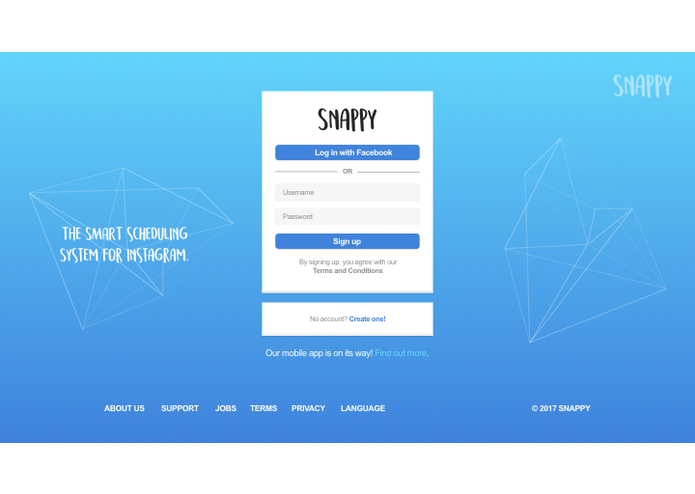 SNAPPY
SNAPPY
Log in with Facebook
OR
Username
Password
Sign up
By signing up, you agree with our
Terms and Conditions
THE SMART SCHEDULING
SYSTEM FOR INSTAGRAM.
No account? Create one!
Our mobile app is on its way! Find out more.
ABOUT US SUPPORT JOBS TERMS PRIVACY LANGUAGE © 2017 SNAPPY